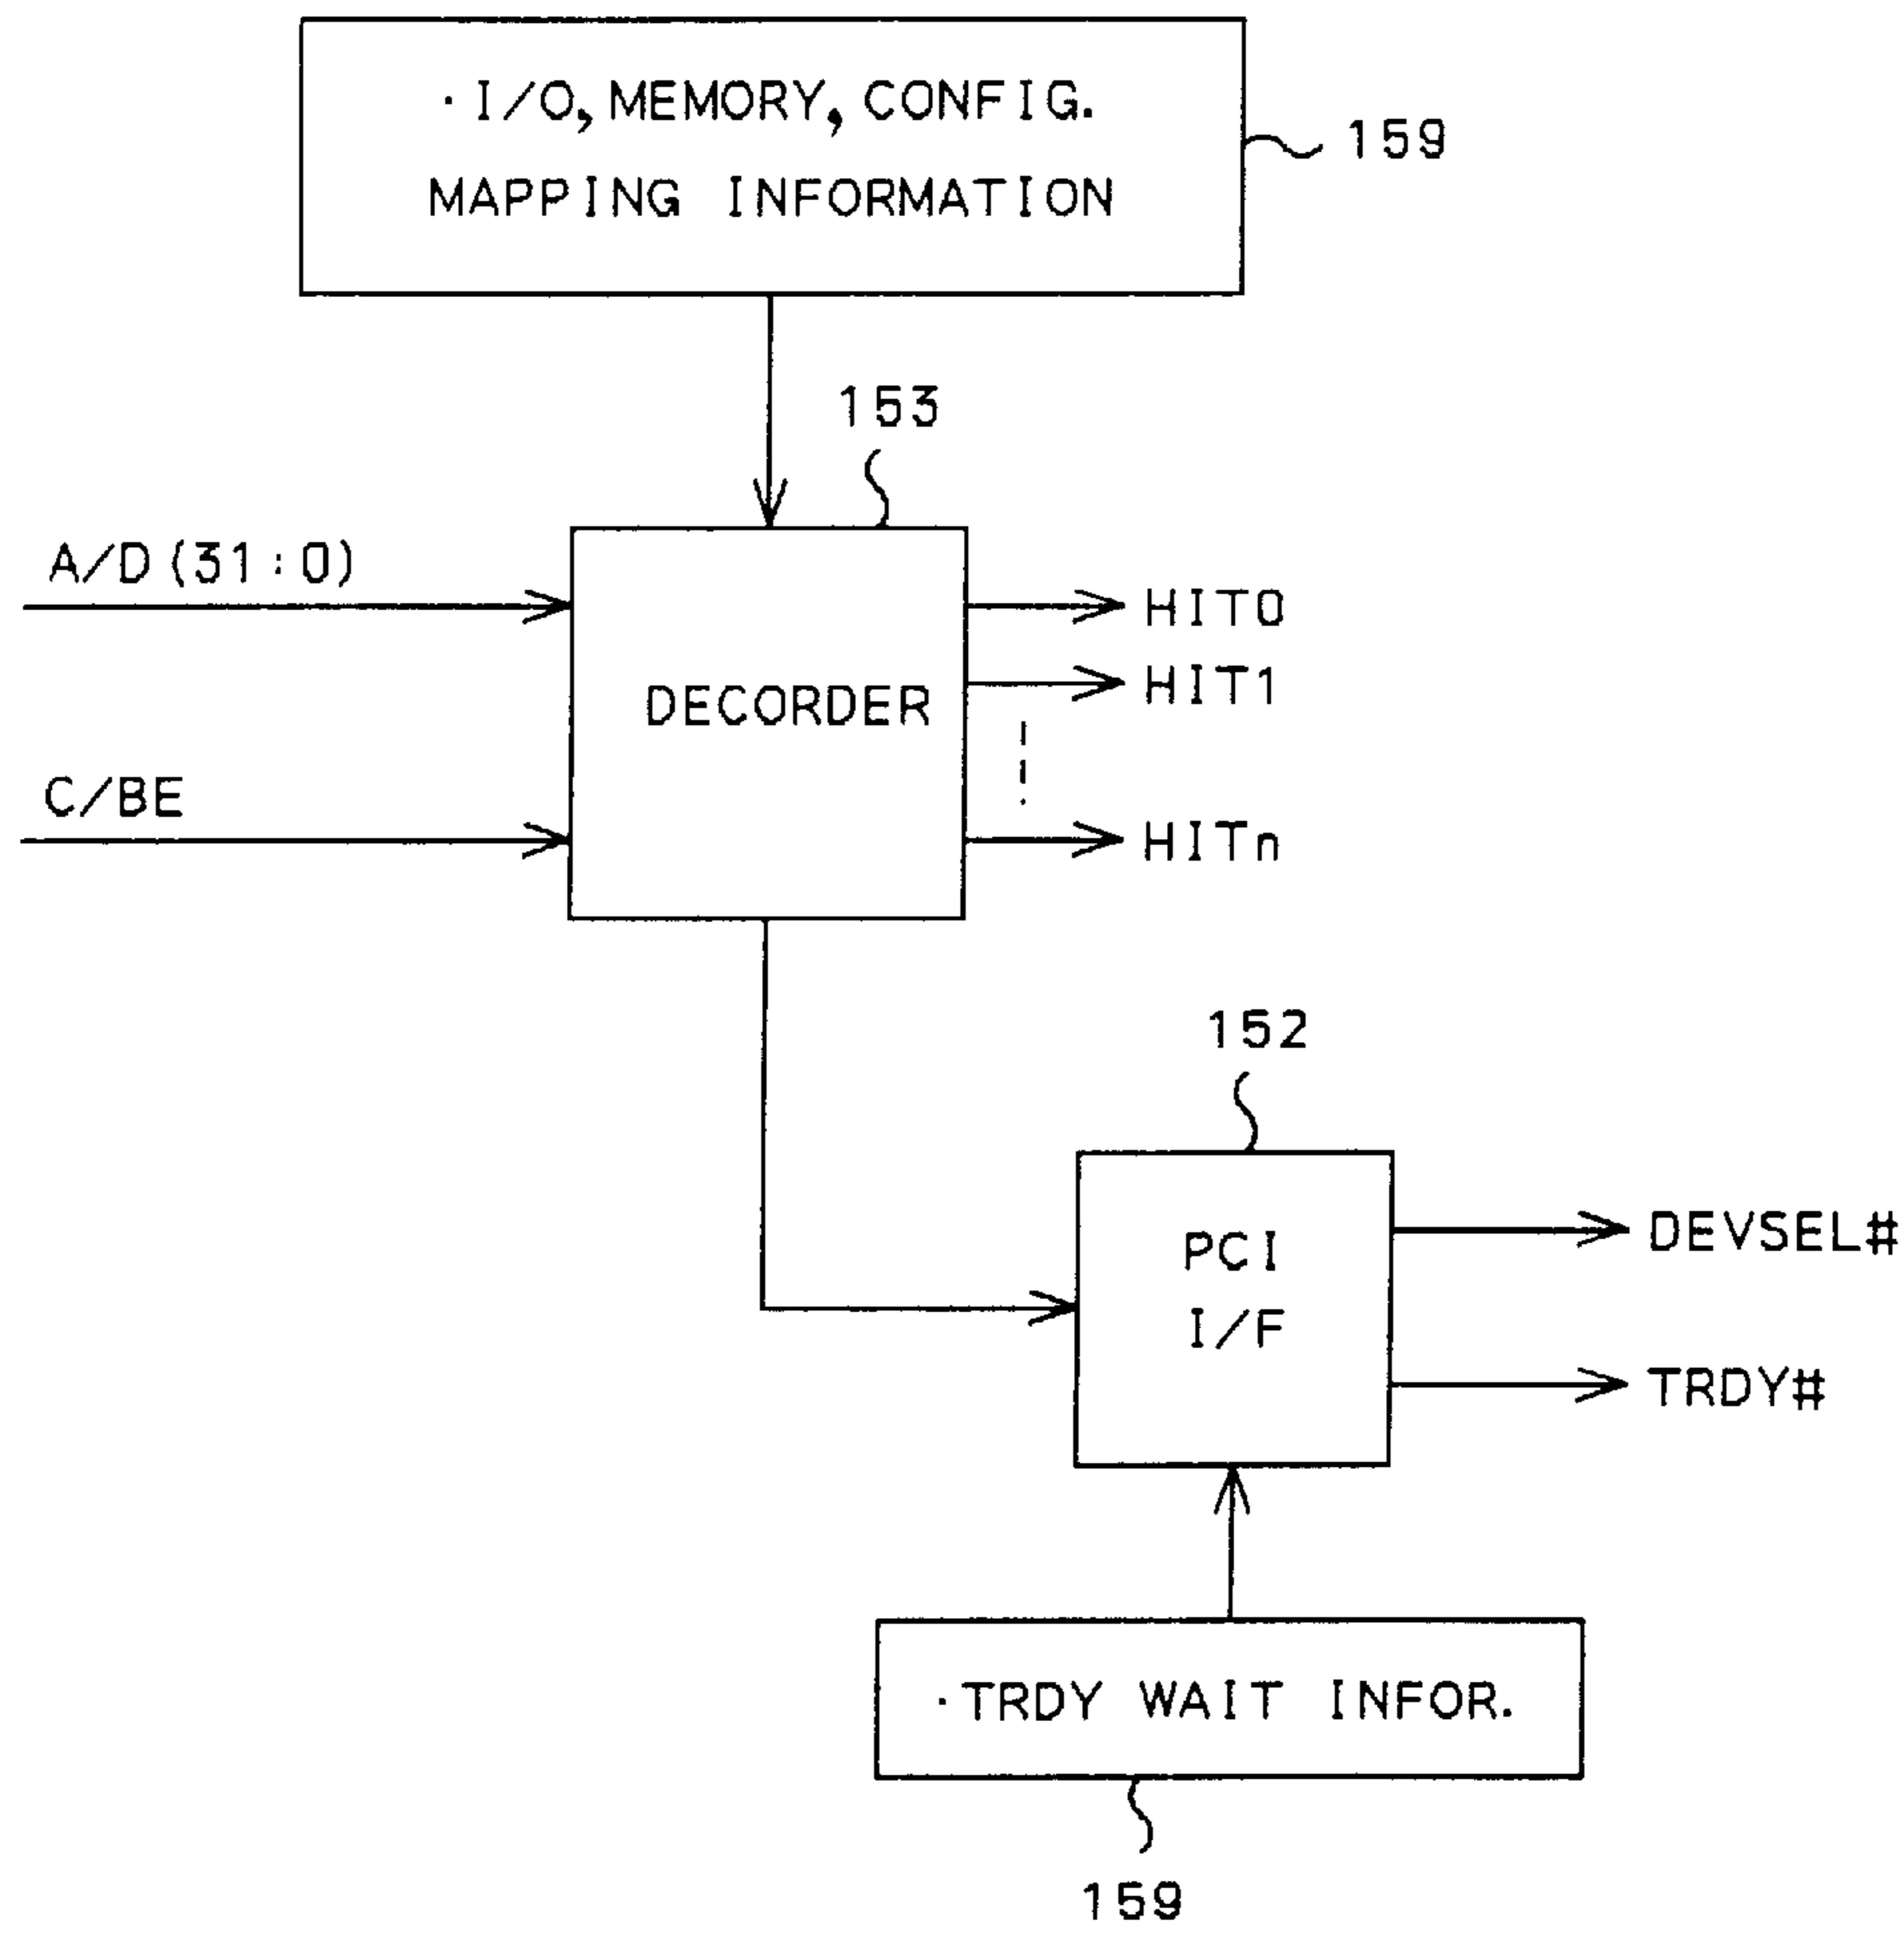 · I/O, MEMORY, CONFIG.
MAPPING INFORMATION
159
153
A/D (31:0)
HIT0
HIT1
DECORDER
C/BE
HITn
152
PCI
I/F
DEVSEL#
TRDY#
· TRDY WAIT INFOR.
159